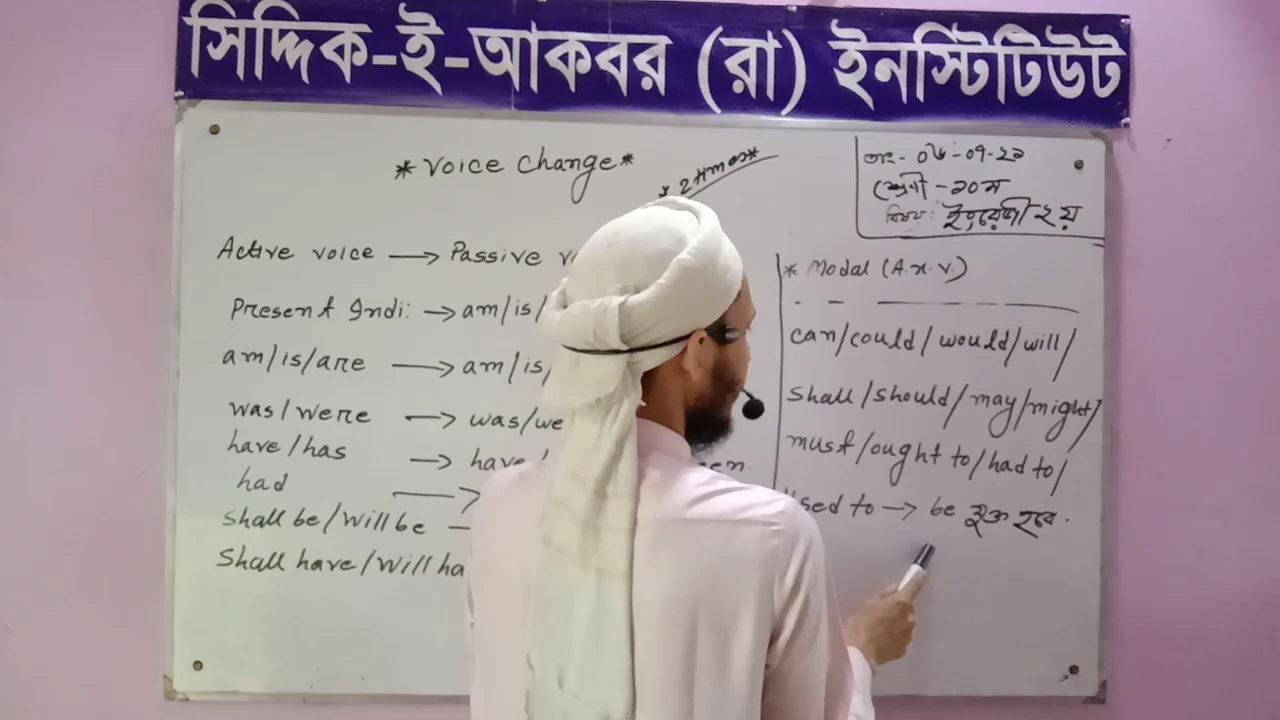 সিদ্দিক-ই-আকবর (রা) ইনস্টিটিউট
*Voice Change*
তাং- ০৬-০৭-২১
শ্রেণী -১০ম
বিষয়: ইংরেজী ২য়
Active voice → Passive
Present Indi: → am/is/
am/is/are → am/is/
was/were → was/we
have/has → have
had →
Shall be/Will be
Shall have/Will ha
een.
* Modal (A.x.v.)
can/could/would/will/
Shall/should/may/might/
must/ought to/had to/
used to → be যুক্ত হবে.